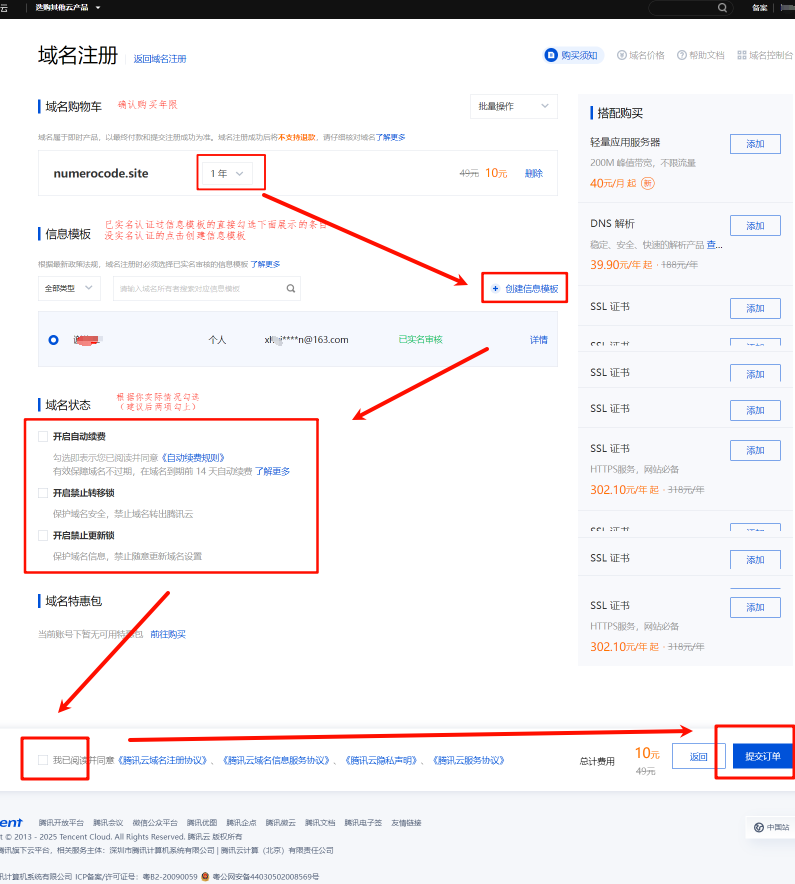 云 选购其他云产品 备案
域名注册 返回域名注册 购买须知 域名价格 帮助文档 域名控制台
域名购物车 确认购买年限 批量操作
域名属于即时产品，以最终付款和提交注册成功为准。域名注册成功后将不支持退款，请仔细核对域名了解更多
numerocode.site 1 年 49元 10元 删除
信息模板 已实名认证过信息模板的直接勾选下面展示的条目
没实名认证的点击创建信息模板
根据最新政策法规，域名注册时必须选择已实名审核的信息模板 了解更多
全部类型 请输入域名所有者搜索对应信息模板 创建信息模板
个人 ****n@163.com 已实名审核 详情
域名状态 根据你实际情况勾选
（建议后两项勾上）
开启自动续费
勾选即表示您已阅读并同意《自动续费规则》
有效保障域名不过期，在域名到期前 14 天自动续费 了解更多
开启禁止转移锁
保护域名安全，禁止域名转出腾讯云
开启禁止更新锁
保护域名信息，禁止随意更新域名设置
域名特惠包
当前账号下暂无可用特惠包 前往购买
搭配购买
轻量应用服务器 添加
200M 峰值带宽，不限流量
40元/月 起 新
DNS 解析 添加
稳定、安全、快速的解析产品 查...
39.90元/年 起 · 188元/年
SSL 证书 添加
SSL 证书
SSL 证书 添加
SSL 证书 添加
SSL 证书 添加
HTTPS服务，网站必备
302.10元/年 起 · 318元/年
SSL 证书
SSL 证书 添加
SSL 证书 添加
HTTPS服务，网站必备
302.10元/年 起 · 318元/年
我已阅读并同意《腾讯云域名注册协议》、《腾讯云域名信息服务协议》、《腾讯云隐私声明》、《腾讯云服务协议》 总计费用 10元 49元 返回 提交订单
ent 腾讯开放平台 腾讯会议 微信公众平台 腾讯优图 腾讯企点 腾讯微云 腾讯文档 腾讯电子签 友情链接
t © 2013 - 2025 Tencent Cloud. All Rights Reserved. 腾讯云 版权所有
腾讯旗下云平台，相关服务主体：深圳市腾讯计算机系统有限公司 | 腾讯云计算（北京）有限责任公司
中国站
讯计算机系统有限公司 ICP备案/许可证号：粤B2-20090059 粤公网安备44030502008569号